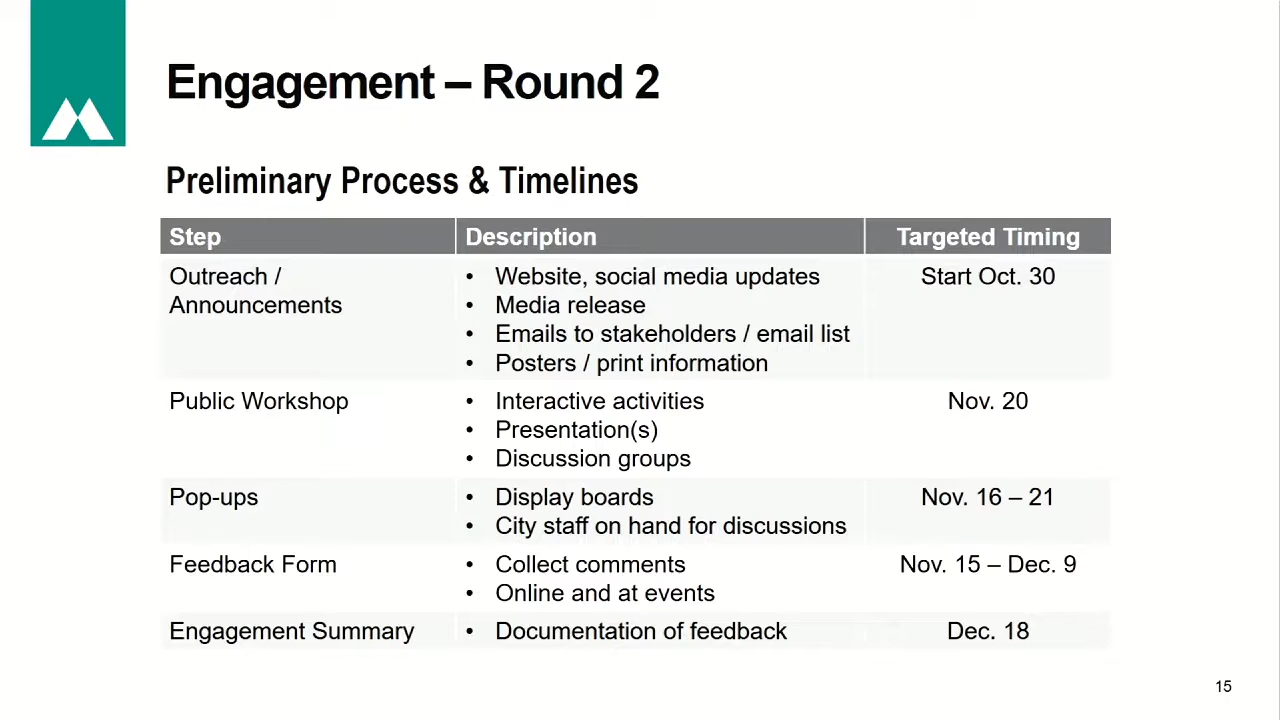 Engagement – Round 2
Preliminary Process & Timelines
Step Description Targeted Timing
Outreach / • Website, social media updates Start Oct. 30
Announcements • Media release
• Emails to stakeholders / email list
• Posters / print information
Public Workshop • Interactive activities Nov. 20
• Presentation(s)
• Discussion groups
Pop-ups • Display boards Nov. 16 – 21
• City staff on hand for discussions
Feedback Form • Collect comments Nov. 15 – Dec. 9
• Online and at events
Engagement Summary • Documentation of feedback Dec. 18
15